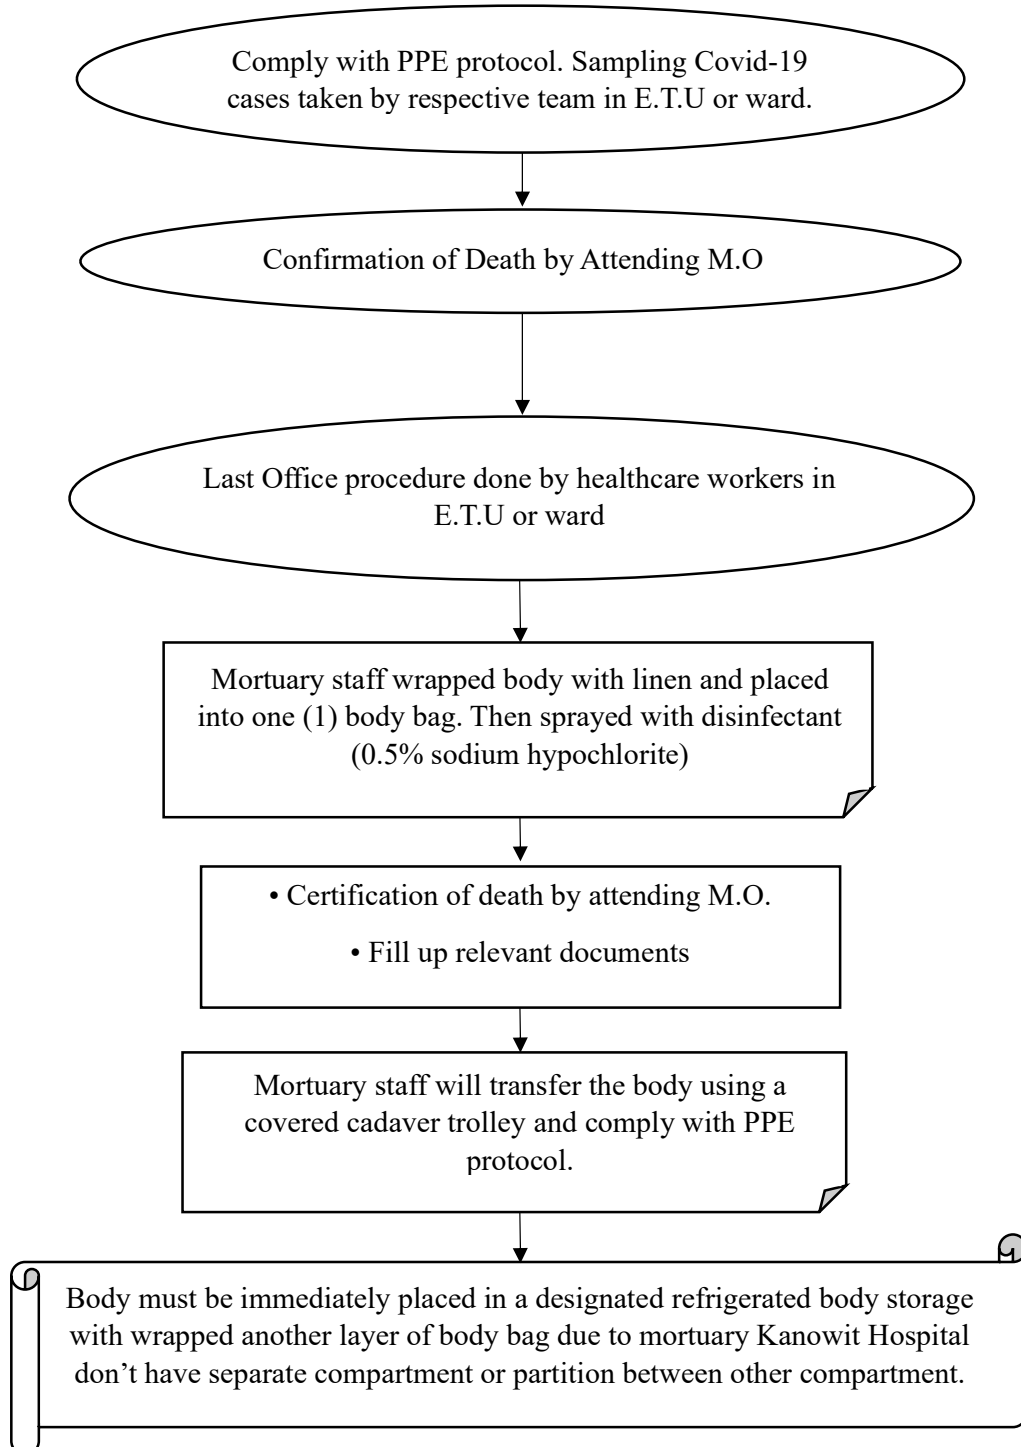 Comply with PPE protocol. Sampling Covid-19
cases taken by respective team in E.T.U or ward.
Confirmation of Death by Attending M.O
Last Office procedure done by healthcare workers in
E.T.U or ward
Mortuary staff wrapped body with linen and placed
into one (1) body bag. Then sprayed with disinfectant
(0.5% sodium hypochlorite)
• Certification of death by attending M.O.
• Fill up relevant documents
Mortuary staff will transfer the body using a
covered cadaver trolley and comply with PPE
protocol.
Body must be immediately placed in a designated refrigerated body storage
with wrapped another layer of body bag due to mortuary Kanowit Hospital
don’t have separate compartment or partition between other compartment.